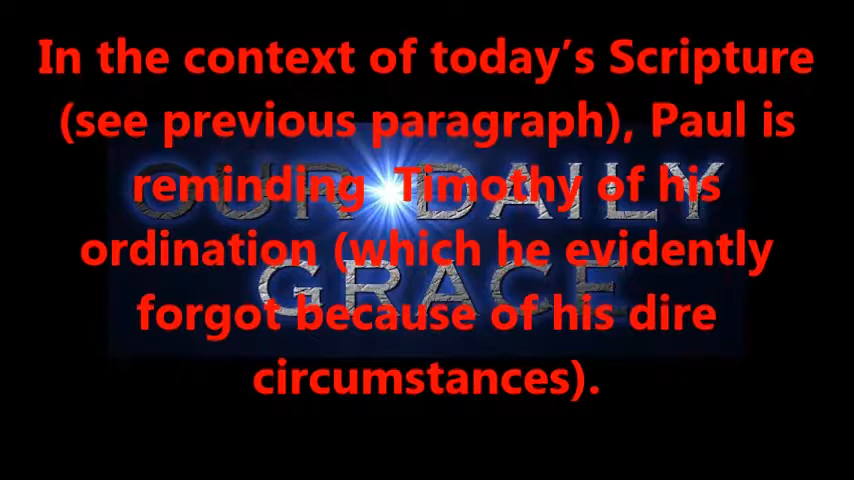 In the context of today’s Scripture
(see previous paragraph), Paul is
reminding Timothy of his
ordination (which he evidently
forgot because of his dire
circumstances).
OUR DAILY
GRACE